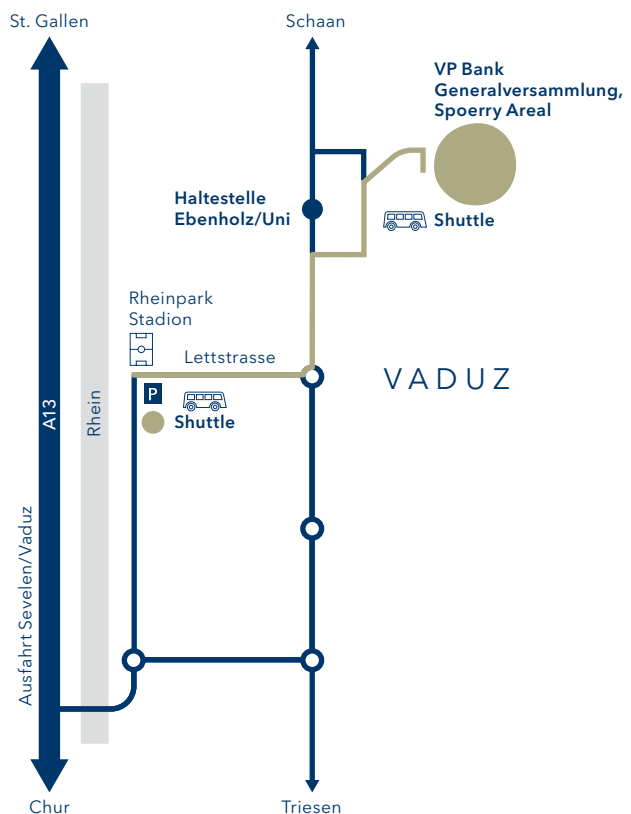 St. Gallen
Schaan
VP Bank
Generalversammlung,
Spoerry Areal
Haltestelle
Ebenholz/Uni
Shuttle
Rheinpark
Stadion
Lettstrasse
VADUZ
P
Shuttle
A13
Rhein
Ausfahrt Sevelen/Vaduz
Chur
Triesen